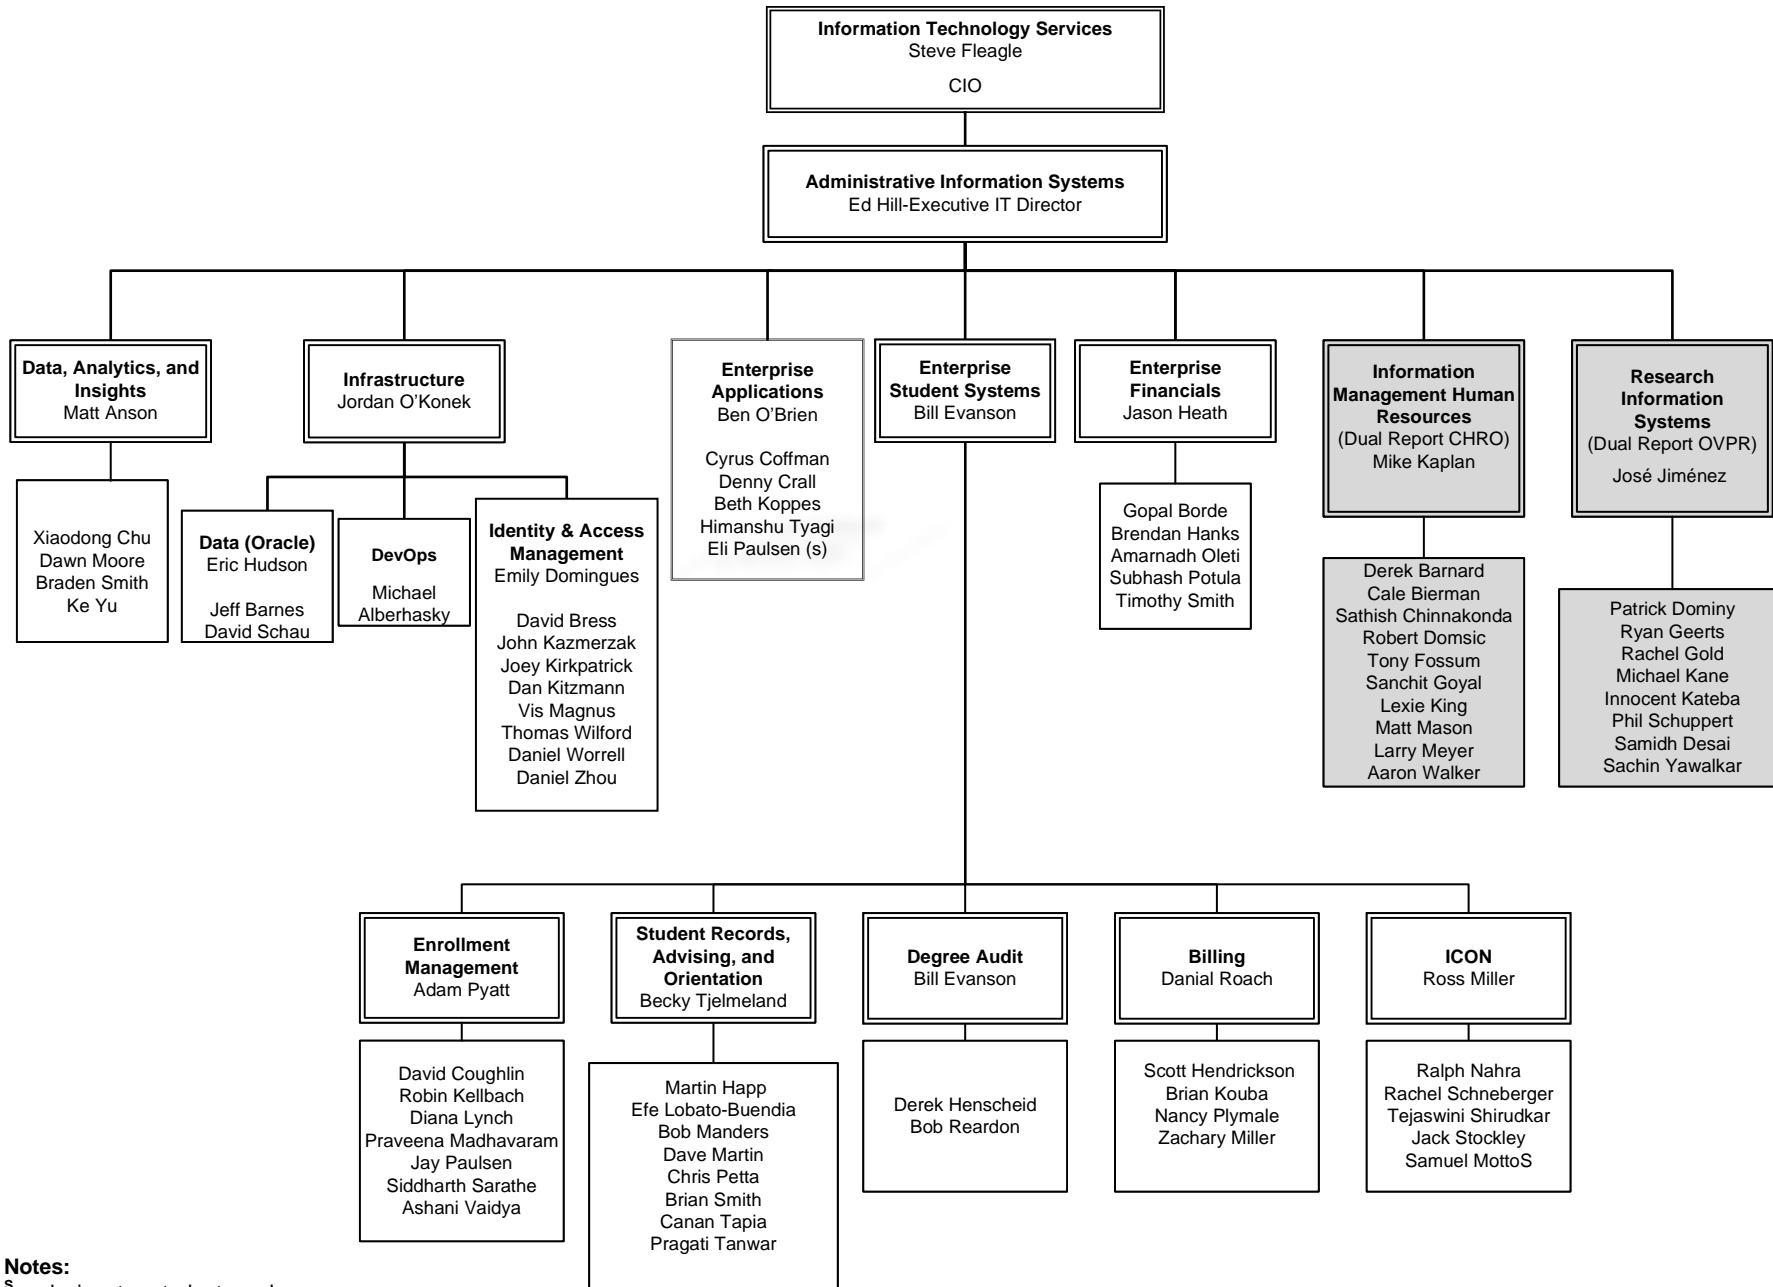 Information Technology Services
Steve Fleagle
CIO
Administrative Information Systems
Ed Hill-Executive IT Director
Data, Analytics, and
Insights
Matt Anson
Xiaodong Chu
Dawn Moore
Braden Smith
Ke Yu
Infrastructure
Jordan O’Konek
Data (Oracle)
Eric Hudson
Jeff Barnes
David Schau
DevOps
Michael
Alberhasky
Identity & Access
Management
Emily Domingues
David Bress
John Kazmerzak
Joey Kirkpatrick
Dan Kitzmann
Vis Magnus
Thomas Wilford
Daniel Worrell
Daniel Zhou
Enterprise
Applications
Ben O’Brien
Cyrus Coffman
Denny Crall
Beth Koppes
Himanshu Tyagi
Eli Paulsen (s)
Enterprise
Student Systems
Bill Evanson
Enterprise
Financials
Jason Heath
Gopal Borde
Brendan Hanks
Amarnadh Oleti
Subhash Potula
Timothy Smith
Information
Management Human
Resources
(Dual Report CHRO)
Mike Kaplan
Derek Barnard
Cale Bierman
Sathish Chinnakonda
Robert Domsic
Tony Fossum
Sanchit Goyal
Lexie King
Matt Mason
Larry Meyer
Aaron Walker
Research
Information
Systems
(Dual Report OVPR)
José Jiménez
Patrick Dominy
Ryan Geerts
Rachel Gold
Michael Kane
Innocent Kateba
Phil Schuppert
Samidh Desai
Sachin Yawalkar
Enrollment
Management
Adam Pyatt
David Coughlin
Robin Kellbach
Diana Lynch
Praveena Madhavaram
Jay Paulsen
Siddharth Sarathe
Ashani Vaidya
Student Records,
Advising, and
Orientation
Becky Tjelmeland
Martin Happ
Efe Lobato-Buendia
Bob Manders
Dave Martin
Chris Petta
Brian Smith
Canan Tapia
Pragati Tanwar
Degree Audit
Bill Evanson
Derek Henscheid
Bob Reardon
Billing
Danial Roach
Scott Hendrickson
Brian Kouba
Nancy Plymale
Zachary Miller
ICON
Ross Miller
Ralph Nahra
Rachel Schneberger
Tejaswini Shirudkar
Jack Stockley
Samuel MottoS
Notes:
S